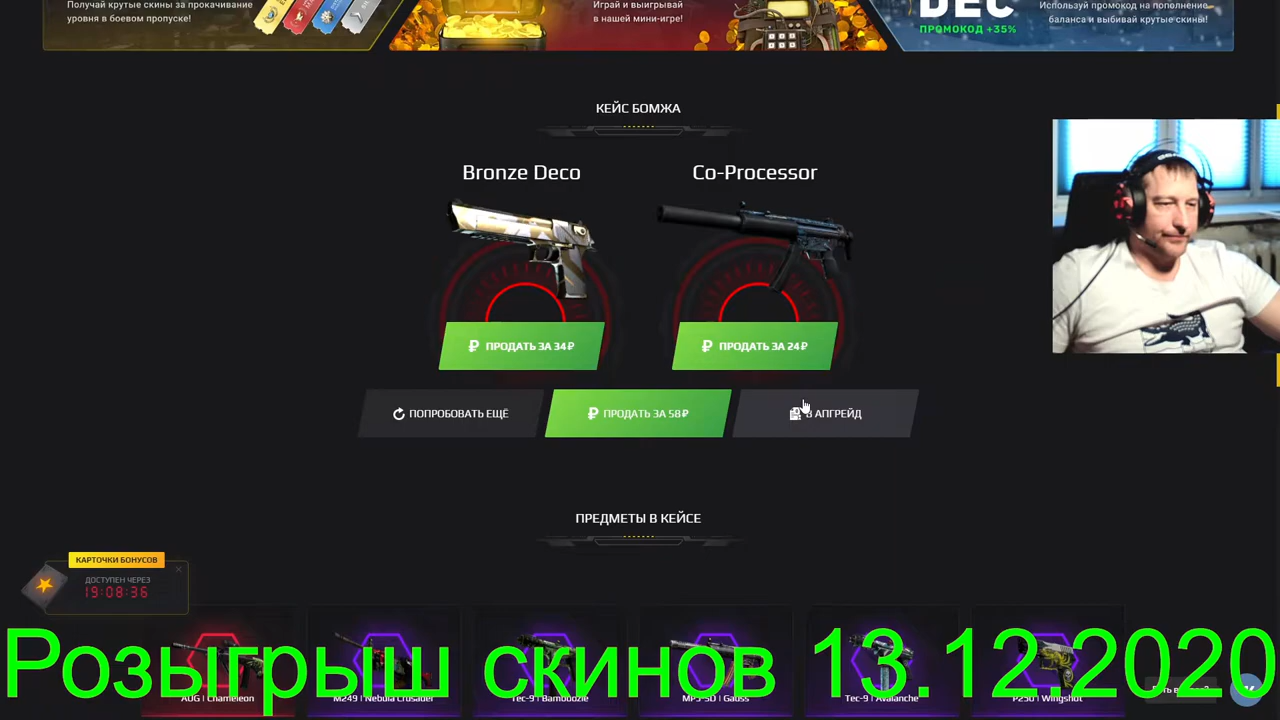 Получай крутые скины за прокачивание
уровня в боевом пропуске!
Играй и выигрывай
в нашей мини-игре!
DEC
ПРОМОКОД +35%
Используй промокод на пополнение
баланса и выбивай крутые скины!
КЕЙС БОМЖА
Bronze Deco
Co-Processor
₽ ПРОДАТЬ ЗА 34₽
₽ ПРОДАТЬ ЗА 24₽
ПОПРОБОВАТЬ ЕЩЁ
₽ ПРОДАТЬ ЗА 58₽
В АПГРЕЙД
ПРЕДМЕТЫ В КЕЙСЕ
КАРТОЧКИ БОНУСОВ
ДОСТУПЕН ЧЕРЕЗ
19:08:36
Розыгрыш скинов 13.12.2020
AUG | Chameleon
M249 | Nebula Crusader
Tec-9 | Bamboozle
MP5-SD | Gauss
Tec-9 | Avalanche
P250 | Wingshot